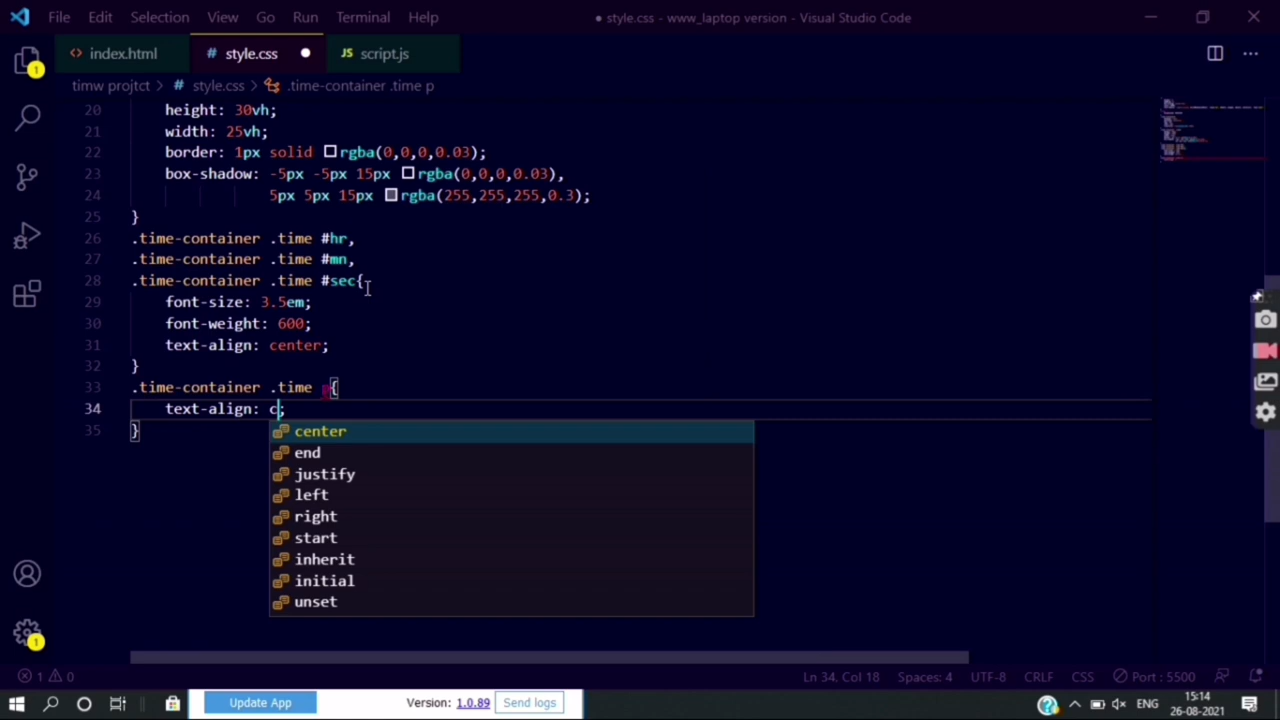 File Edit Selection View Go Run Terminal Help ● style.css - www_laptop version - Visual Studio Code
<> index.html # style.css ● JS script.js
timw projtct > # style.css > .time-container .time p
20 height: 30vh;
21 width: 25vh;
22 border: 1px solid rgba(0,0,0,0.03);
23 box-shadow: -5px -5px 15px rgba(0,0,0,0.03),
24 5px 5px 15px rgba(255,255,255,0.3);
25 }
26 .time-container .time #hr,
27 .time-container .time #mn,
28 .time-container .time #sec{
29 font-size: 3.5em;
30 font-weight: 600;
31 text-align: center;
32 }
33 .time-container .time p{
34 text-align: c;
35 }
center
end
justify
left
right
start
inherit
initial
unset
1
1
1 0 Ln 34, Col 18 Spaces: 4 UTF-8 CRLF CSS Port : 5500
Update App Version: 1.0.89 Send logs ENG 15:14
26-08-2021